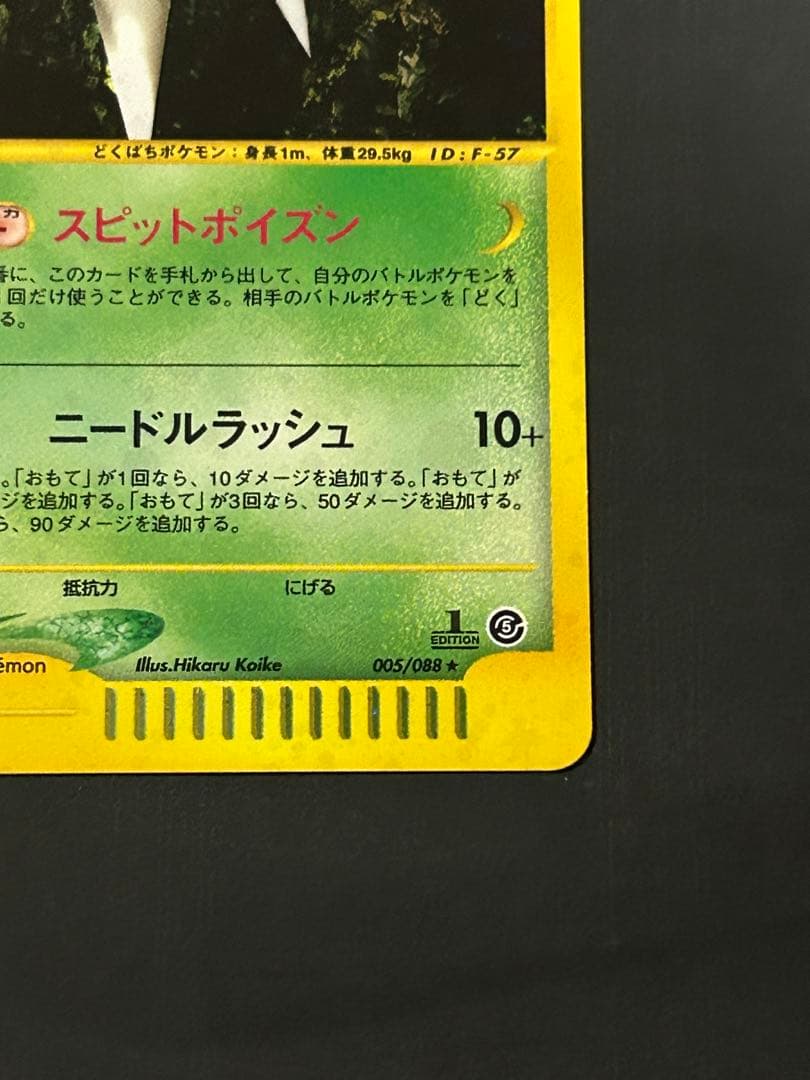 どくばちポケモン：身長1m、体重29.5kg ID：F-57
スピットポイズン
番に、このカードを手札から出して、自分のバトルポケモンを
回だけ使うことができる。相手のバトルポケモンを「どく」
る。
ニードルラッシュ 10+
。「おもて」が1回なら、10ダメージを追加する。「おもて」が
ジを追加する。「おもて」が3回なら、50ダメージを追加する。
ら、90ダメージを追加する。
抵抗力 にげる
1 EDITION 5
émon Illus.Hikaru Koike 005/088★